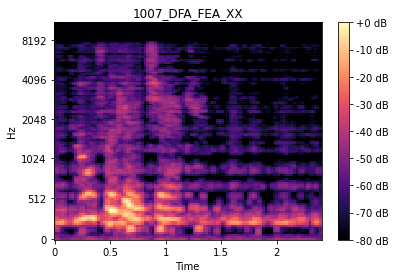 1007_DFA_FEA_XX
8192
4096
2048
1024
512
0
Hz
0
0.5
1
1.5
2
Time
+0 dB
-10 dB
-20 dB
-30 dB
-40 dB
-50 dB
-60 dB
-70 dB
-80 dB